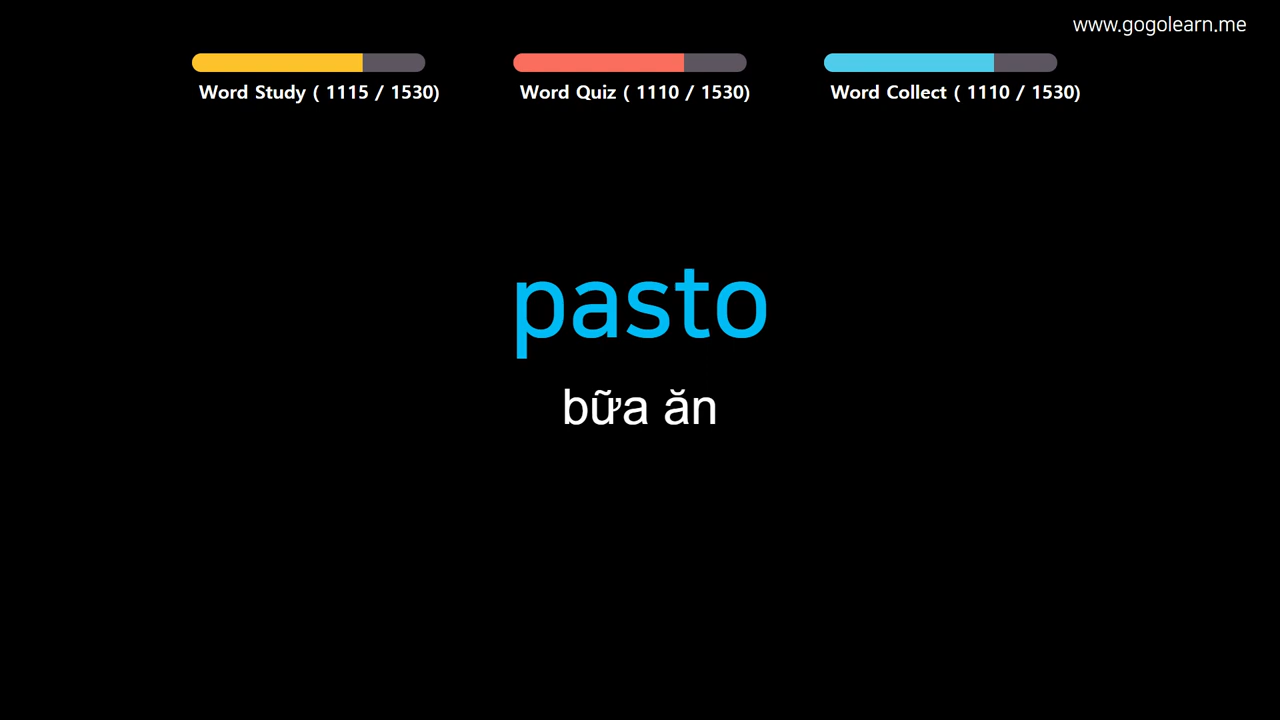 www.gogolearn.me
Word Study ( 1115 / 1530)
Word Quiz ( 1110 / 1530)
Word Collect ( 1110 / 1530)
pasto
bữa ăn